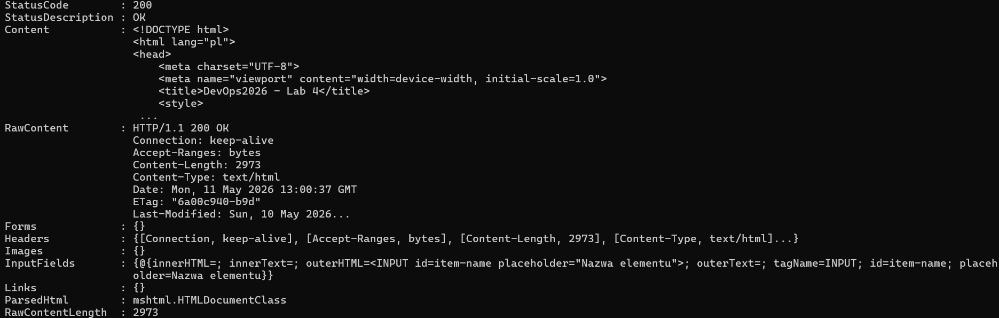 StatusCode        : 200
StatusDescription : OK
Content           : <!DOCTYPE html>
                    <html lang="pl">
                    <head>
                        <meta charset="UTF-8">
                        <meta name="viewport" content="width=device-width, initial-scale=1.0">
                        <title>DevOps2026 - Lab 4</title>
                        <style>
                     ...
RawContent        : HTTP/1.1 200 OK
                    Connection: keep-alive
                    Accept-Ranges: bytes
                    Content-Length: 2973
                    Content-Type: text/html
                    Date: Mon, 11 May 2026 13:00:37 GMT
                    ETag: "6a00c940-b9d"
                    Last-Modified: Sun, 10 May 2026...
Forms             : {}
Headers           : {[Connection, keep-alive], [Accept-Ranges, bytes], [Content-Length, 2973], [Content-Type, text/html]...}
Images            : {}
InputFields       : {@{innerHTML=; innerText=; outerHTML=<INPUT id=item-name placeholder="Nazwa elementu">; outerText=; tagName=INPUT; id=item-name; placeh
                    older=Nazwa elementu}}
Links             : {}
ParsedHtml        : mshtml.HTMLDocumentClass
RawContentLength  : 2973